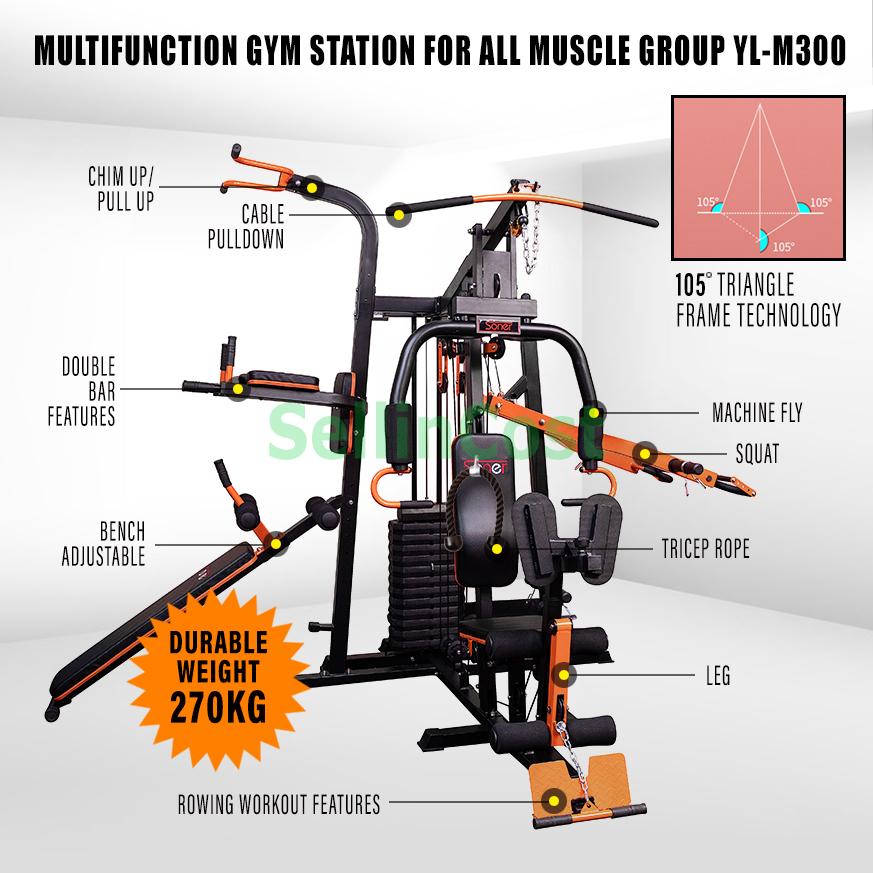 MULTIFUNCTION GYM STATION FOR ALL MUSCLE GROUP YL-M300
105°
105°
105°
105° TRIANGLE
FRAME TECHNOLOGY
CHIM UP/
PULL UP
CABLE
PULLDOWN
Soner
DOUBLE
BAR
FEATURES
MACHINE FLY
SellinCost
SQUAT
Soner
BENCH
ADJUSTABLE
TRICEP ROPE
DURABLE
WEIGHT
270KG
LEG
ROWING WORKOUT FEATURES